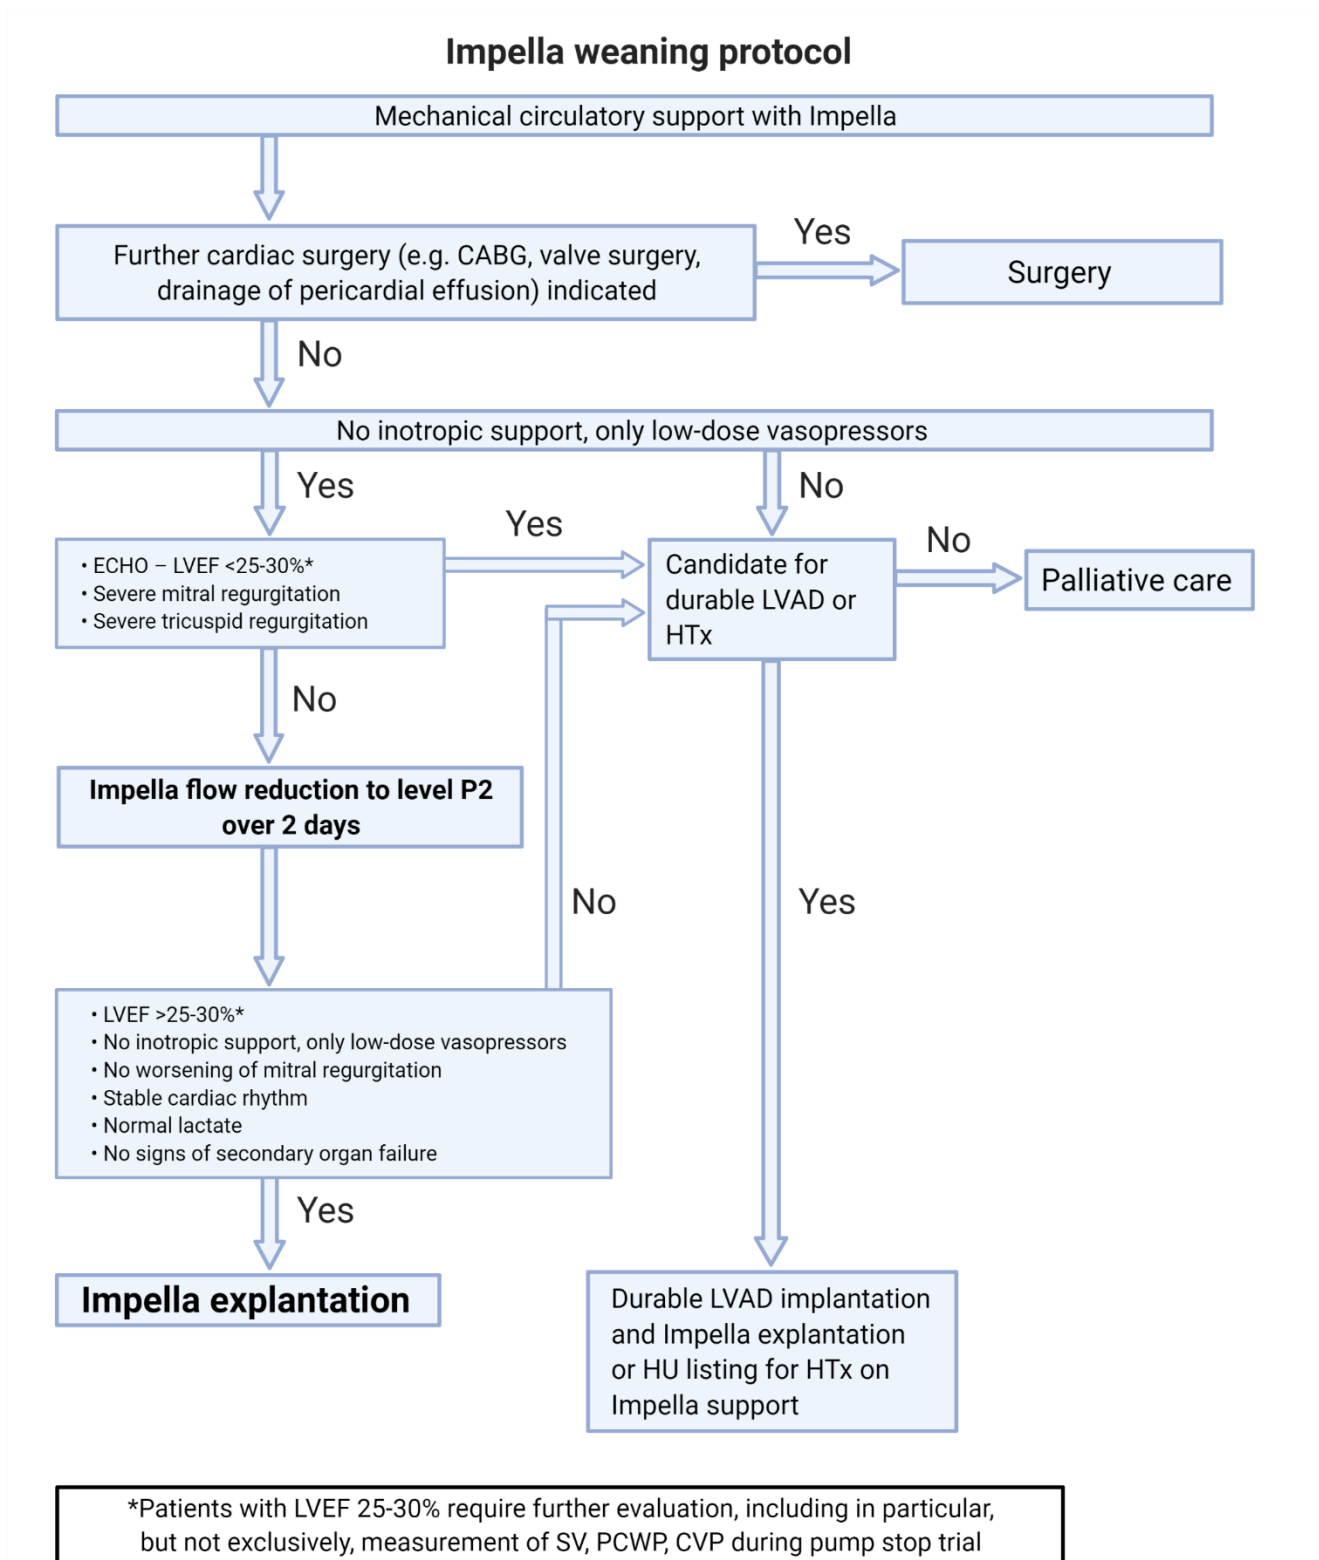 Impella weaning protocol
Mechanical circulatory support with Impella
Further cardiac surgery (e.g. CABG, valve surgery,
drainage of pericardial effusion) indicated
Yes
Surgery
No
No inotropic support, only low-dose vasopressors
Yes
No
• ECHO – LVEF <25-30%*
• Severe mitral regurgitation
• Severe tricuspid regurgitation
Yes
Candidate for
durable LVAD or
HTx
No
Palliative care
No
Impella flow reduction to level P2
over 2 days
No
Yes
• LVEF >25-30%*
• No inotropic support, only low-dose vasopressors
• No worsening of mitral regurgitation
• Stable cardiac rhythm
• Normal lactate
• No signs of secondary organ failure
Yes
Impella explantation
Durable LVAD implantation
and Impella explantation
or HU listing for HTx on
Impella support
*Patients with LVEF 25-30% require further evaluation, including in particular,
but not exclusively, measurement of SV, PCWP, CVP during pump stop trial